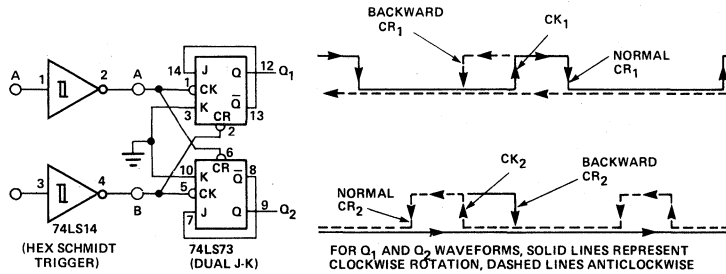 A 1 2 A
14 J Q 12 Q1
1 CK
K Q
3 CR 13
2
6
CR
10 K Q 8
5 CK
J Q 9 Q2
7
3 4
B
74LS14
(HEX SCHMIDT
TRIGGER)
74LS73
(DUAL J-K)
BACKWARD
CR1
CK1
NORMAL
CR1
NORMAL
CR2
CK2
BACKWARD
CR2
FOR Q1 AND Q2 WAVEFORMS, SOLID LINES REPRESENT
CLOCKWISE ROTATION, DASHED LINES ANTICLOCKWISE